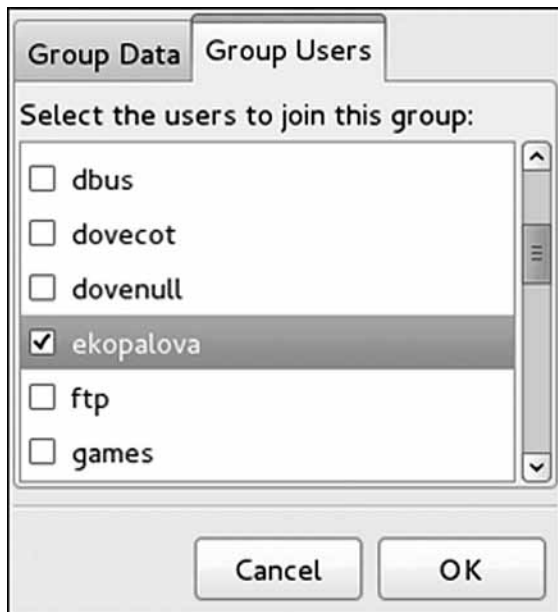 Group Data
Group Users
Select the users to join this group:
dbus
dovecot
dovenull
ekopalova
ftp
games
Cancel
OK